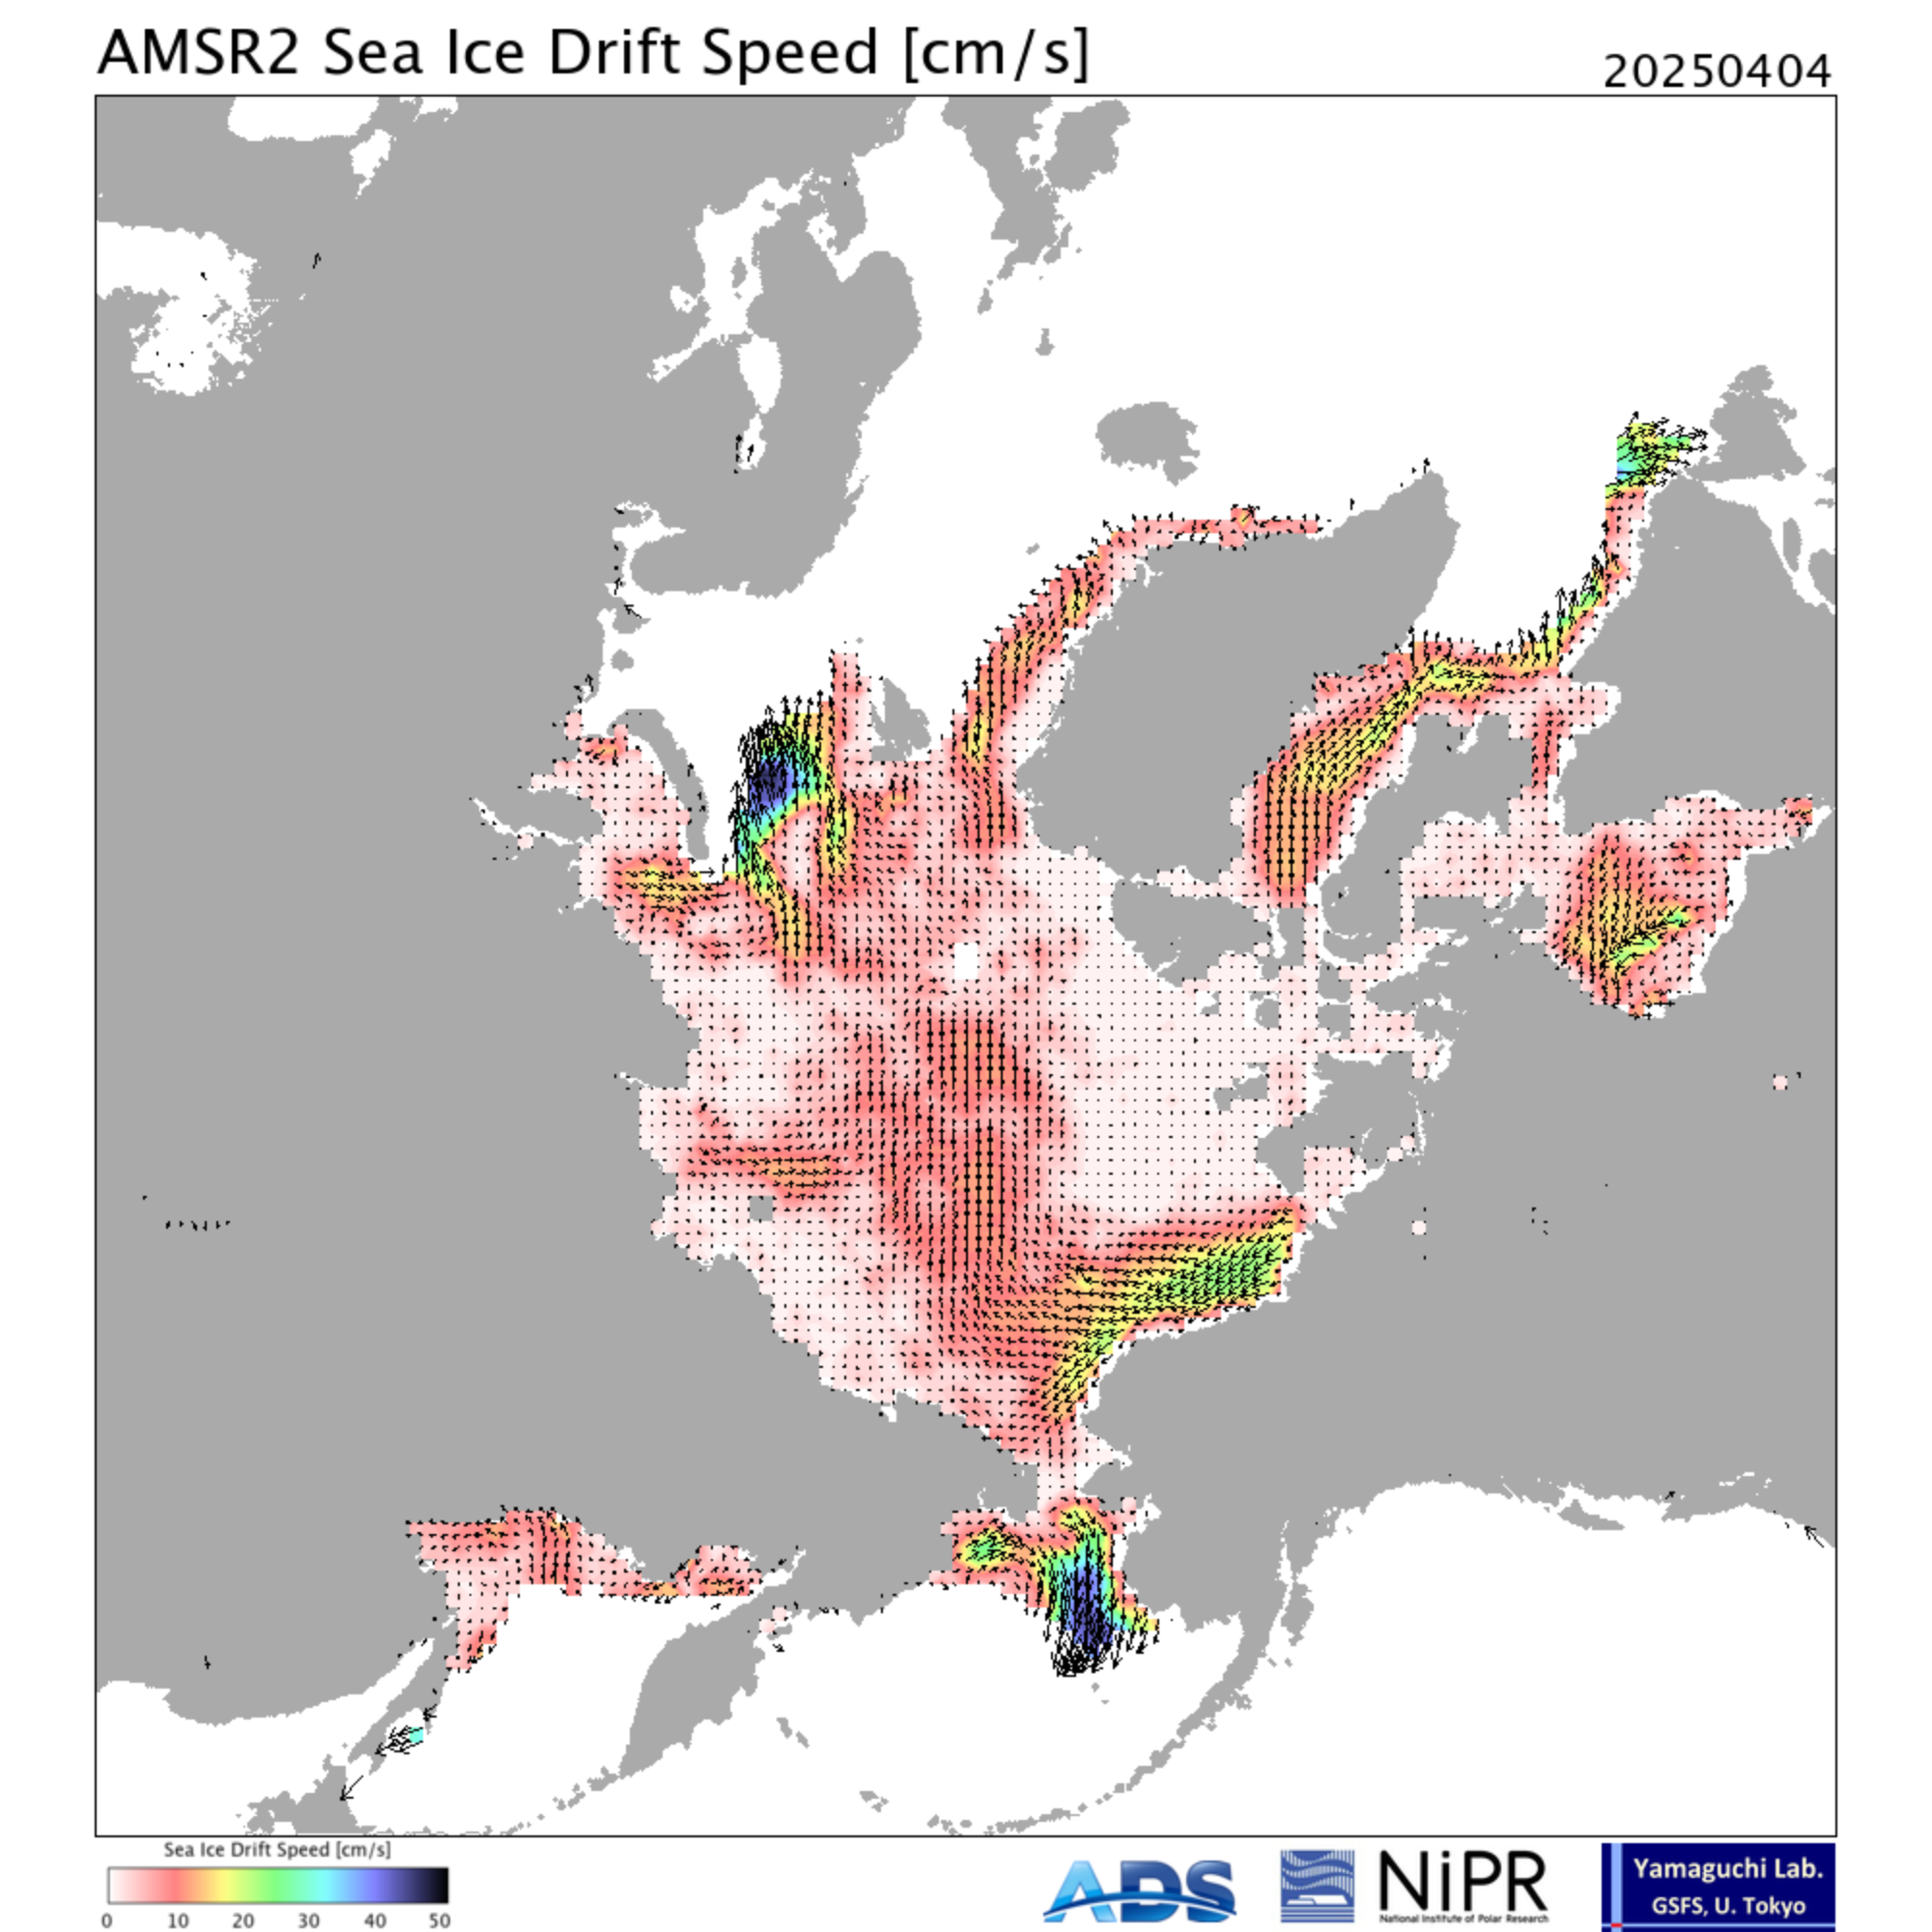 AMSR2 Sea Ice Drift Speed [cm/s]
20250404
Sea Ice Drift Speed [cm/s]
0 10 20 30 40 50
ADS
NiPR
National Institute of Polar Research
Yamaguchi Lab.
GSFS, U. Tokyo